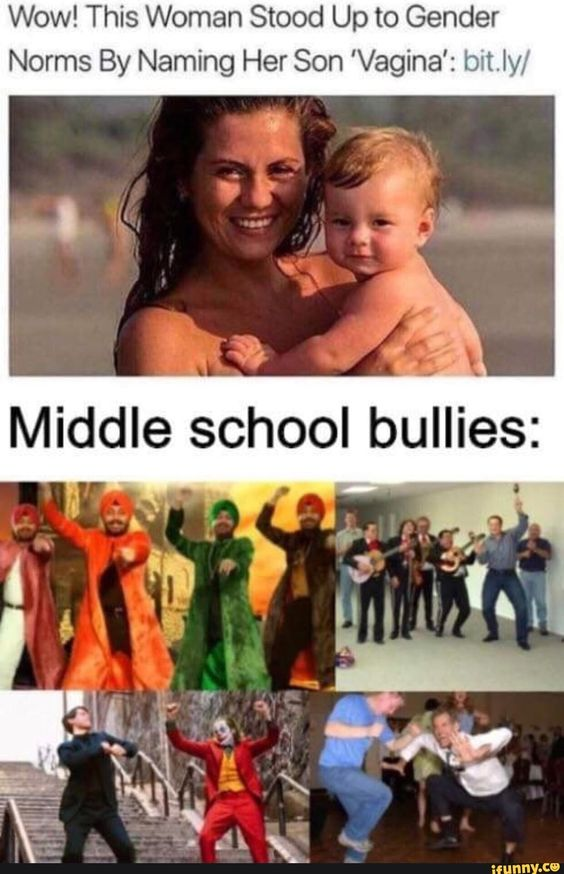 Wow! This Woman Stood Up to Gender
Norms By Naming Her Son 'Vagina': bit.ly/
Middle school bullies:
ifunny.co